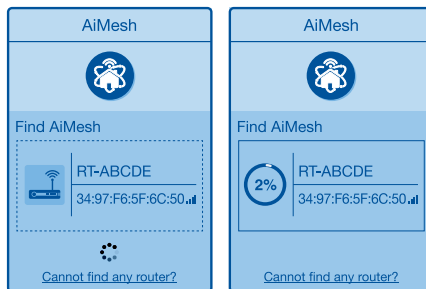 AiMesh
Find AiMesh
RT-ABCDE
34:97:F6:5F:6C:50
Cannot find any router?
AiMesh
Find AiMesh
2%
RT-ABCDE
34:97:F6:5F:6C:50
Cannot find any router?